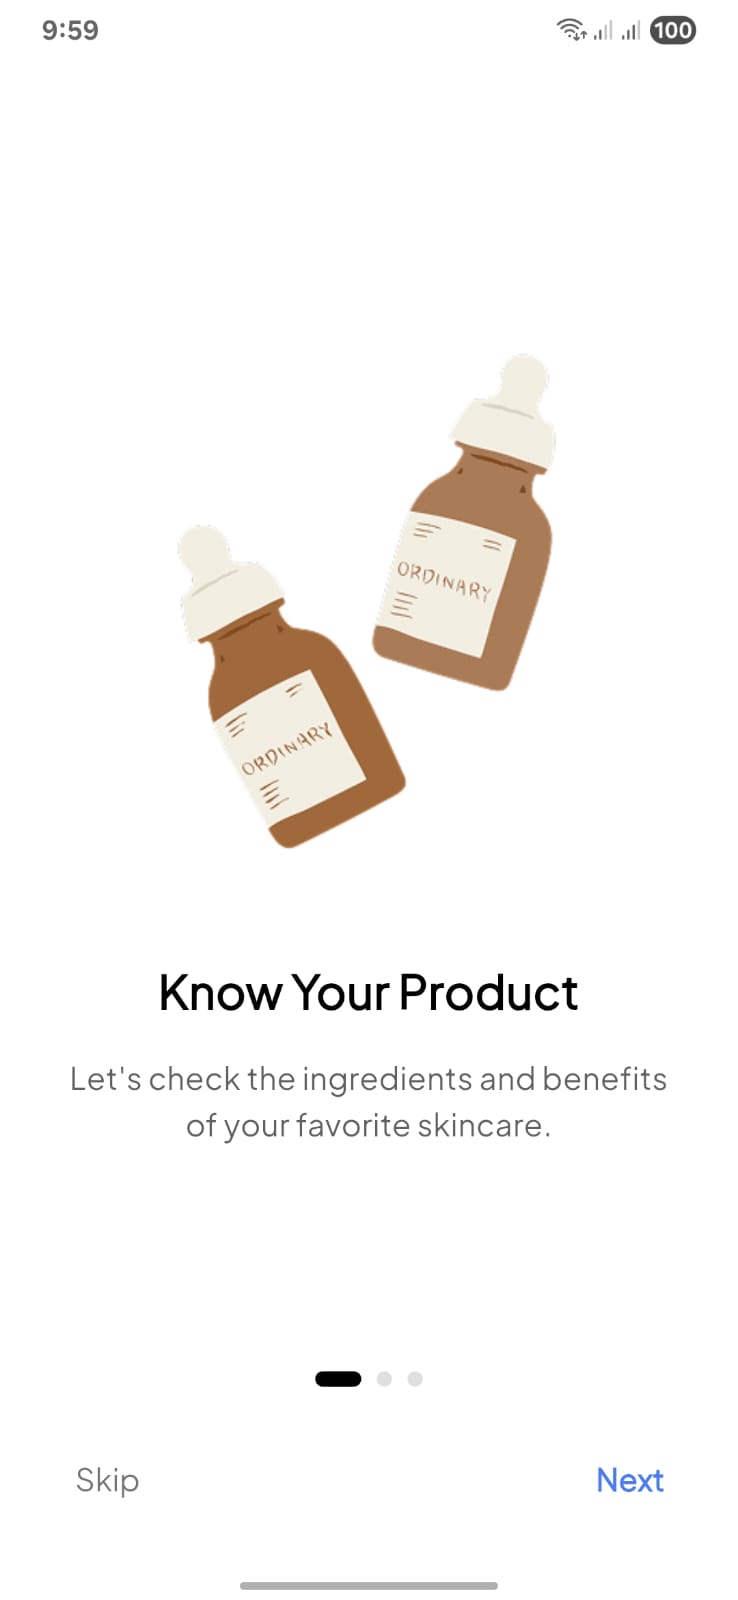 9:59
100
ORDINARY
ORDINARY
Know Your Product
Let's check the ingredients and benefits
of your favorite skincare.
Skip
Next